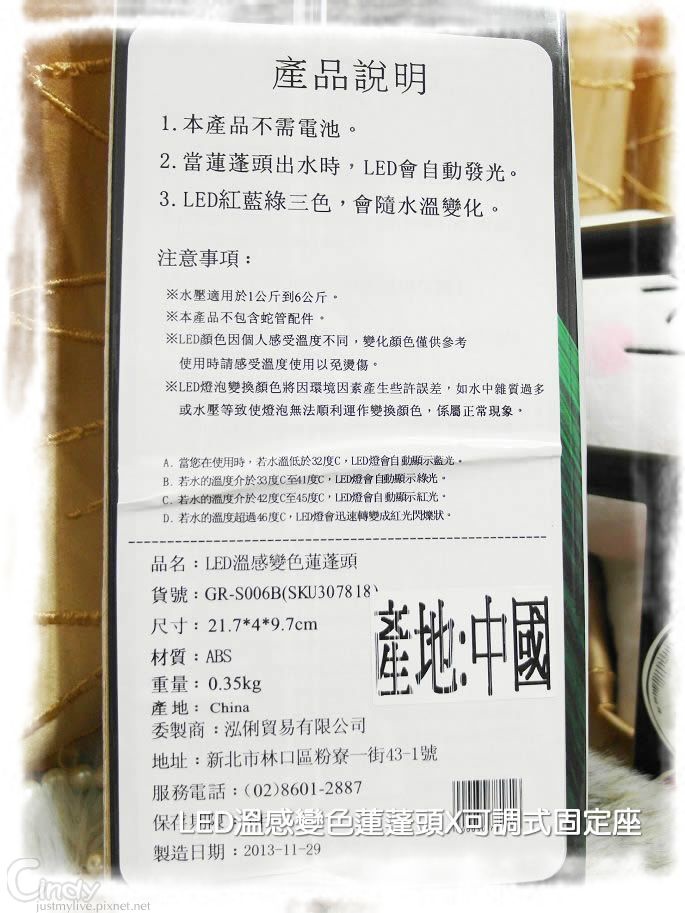 產品說明
1.本產品不需電池。
2.當蓮蓬頭出水時，LED會自動發光。
3.LED紅藍綠三色，會隨水溫變化。
注意事項：
※水壓適用於1公斤到6公斤。
※本產品不包含蛇管配件。
※LED顏色因個人感受溫度不同，變化顏色僅供參考
使用時請感受溫度使用以免燙傷。
※LED燈泡變換顏色將因環境因素產生些許誤差，如水中雜質過多
或水壓等致使燈泡無法順利運作變換顏色，係屬正常現象。
A. 當您在使用時，若水溫低於32度C，LED燈會自動顯示藍光。
B. 若水的溫度介於33度C至41度C，LED燈會自動顯示綠光。
C. 若水的溫度介於42度C至45度C，LED燈會自動顯示紅光。
D. 若水的溫度超過46度C，LED燈會迅速轉變成紅光閃爍狀。
品名：LED溫感變色蓮蓬頭
貨號：GR-S006B(SKU307818)
尺寸：21.7*4*9.7cm
產地:中國
材質：ABS
重量：0.35kg
產地： China
委製商：泓俐貿易有限公司
地址：新北市林口區粉寮一街43-1號
服務電話：(02)8601-2887
LED溫感變色蓮蓬頭X可調式固定座
製造日期：2013-11-29
Cindy
justmylive.pixnet.net